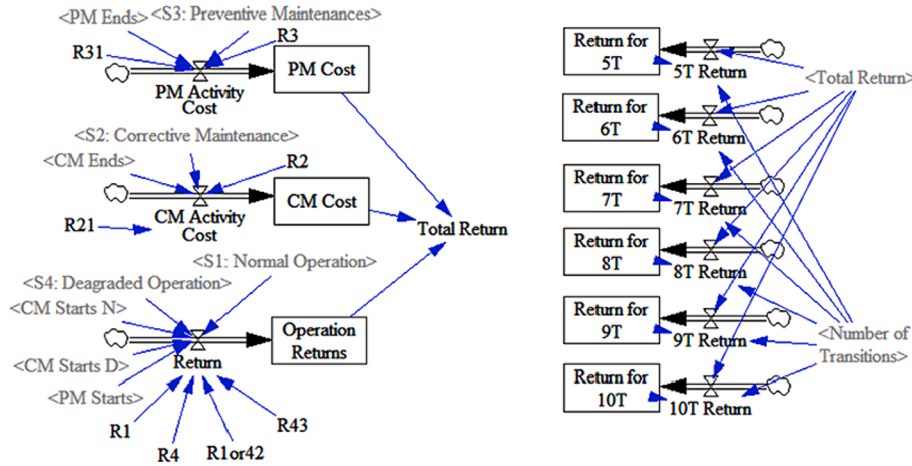 <PM Ends>
<S3: Preventive Maintenances>
R31
R3
PM Cost
PM Activity
Cost
<S2: Corrective Maintenance>
<CM Ends>
R2
CM Cost
R21
CM Activity
Cost
Total Return
<S1: Normal Operation>
<S4: Deagraded Operation>
<CM Starts N>
Operation
Returns
<CM Starts D>
Return
<PM Starts>
R1
R4
R1or42
R43
Return for
5T
5T Return
<Total Return>
Return for
6T
6T Return
Return for
7T
7T Return
Return for
8T
8T Return
Return for
9T
9T Return
<Number of
Transitions>
Return for
10T
10T Return